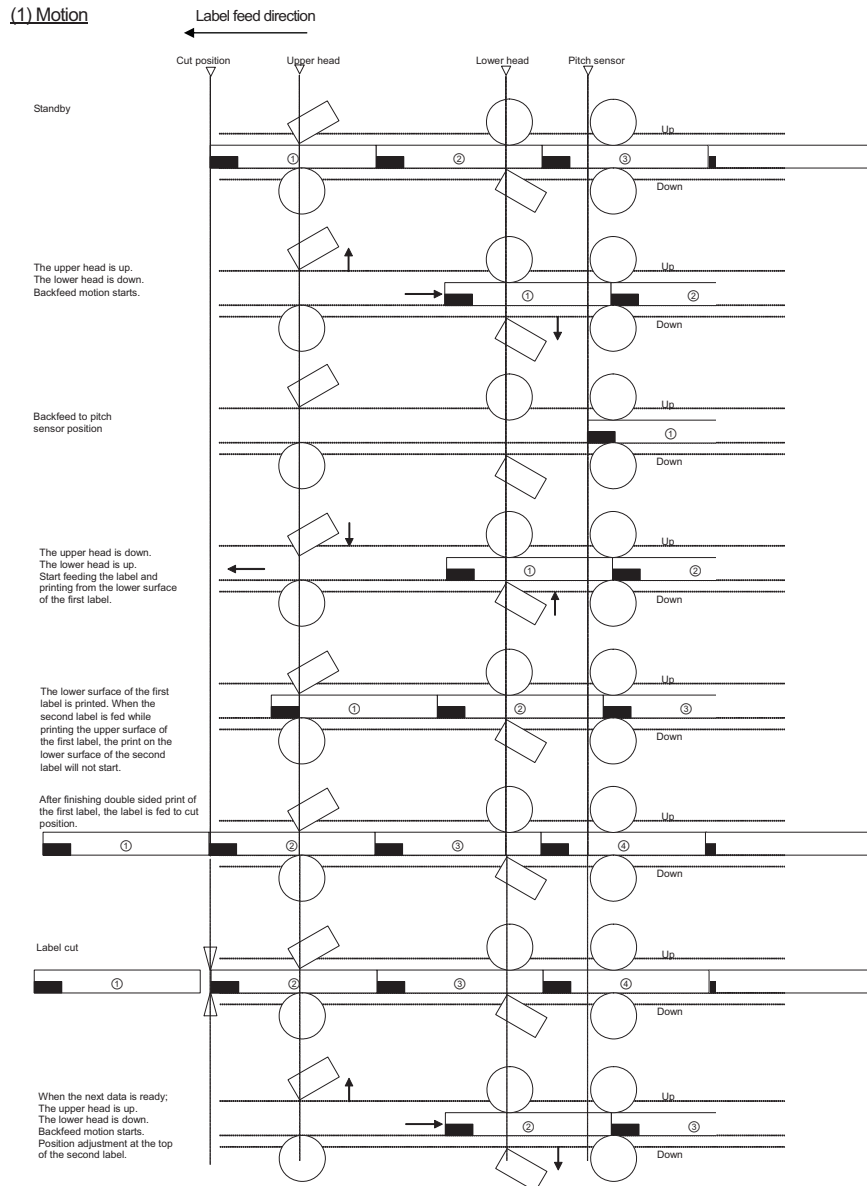 (1) Motion
Label feed direction
Cut position
Upper head
Lower head
Pitch sensor
Standby
Up
①
②
③
Down
The upper head is up.
The lower head is down.
Backfeed motion starts.
Up
①
②
Down
Backfeed to pitch
sensor position
Up
①
Down
The upper head is down.
The lower head is up.
Start feeding the label and
printing from the lower surface
of the first label.
Up
①
②
Down
The lower surface of the first
label is printed. When the
second label is fed while
printing the upper surface of
the first label, the print on the
lower surface of the second
label will not start.
Up
①
②
③
Down
After finishing double sided print of
the first label, the label is fed to cut
position.
Up
①
②
③
④
Down
Label cut
Up
①
②
③
④
Down
When the next data is ready;
The upper head is up.
The lower head is down.
Backfeed motion starts.
Position adjustment at the top
of the second label.
Up
②
③
Down